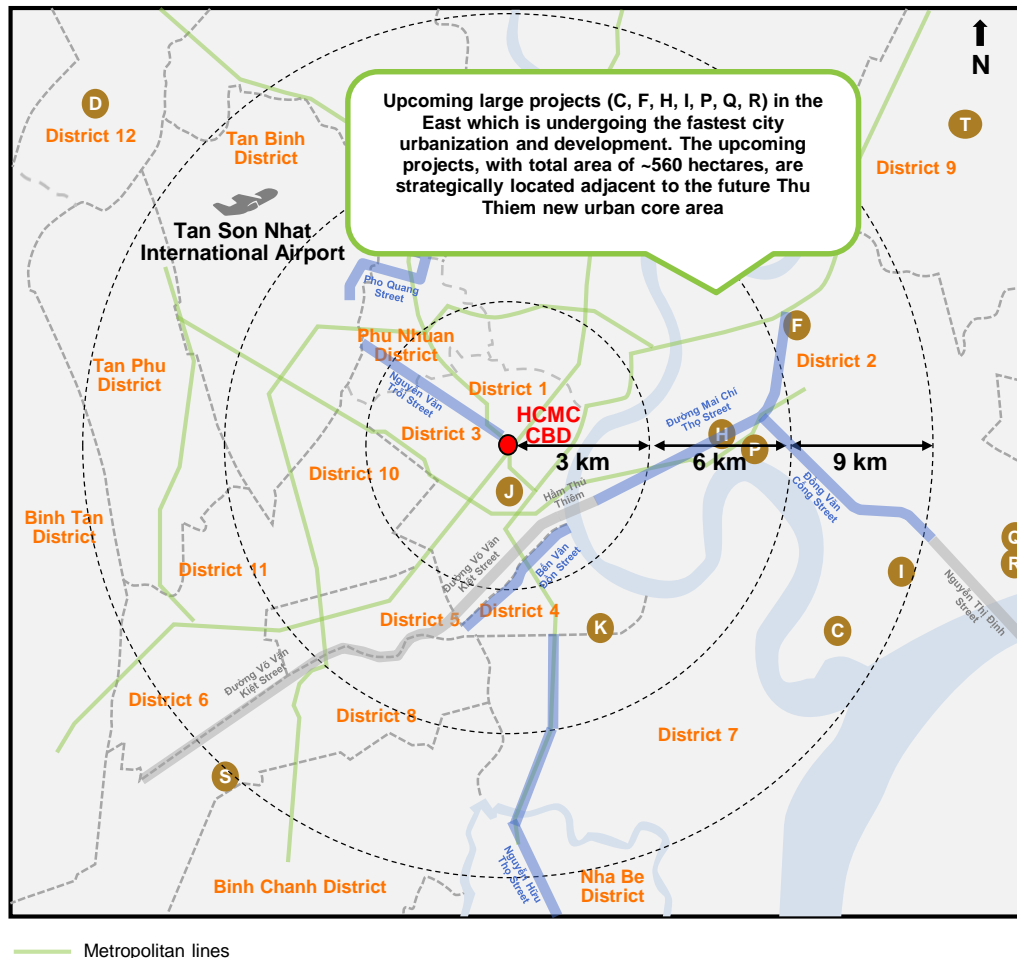 N
D
District 12
Tan Binh
District
Upcoming large projects (C, F, H, I, P, Q, R) in the
East which is undergoing the fastest city
urbanization and development. The upcoming
projects, with total area of ~560 hectares, are
strategically located adjacent to the future Thu
Thiem new urban core area
T
District 9
Tan Son Nhat
International Airport
Pho Quang
Street
Phu Nhuan
District
F
District 2
Tan Phu
District
Nguyễn Văn
Trỗi Street
District 1
Đường Mai Chí
Thọ Street
HCMC
CBD
District 3
H
P
3 km
6 km
9 km
District 10
J
Hầm Thủ
Thiêm
Đồng Văn
Cống Street
Binh Tan
District
District 11
Đường Võ Văn
Kiệt Street
Bến Vân
Đồn Street
Q
R
I
Nguyễn Thị Định
Street
District 5
District 4
K
C
Đường Võ Văn
Kiệt Street
District 6
District 8
District 7
S
Nguyễn Hữu
Thọ Street
Binh Chanh District
Nha Be
District
Metropolitan lines